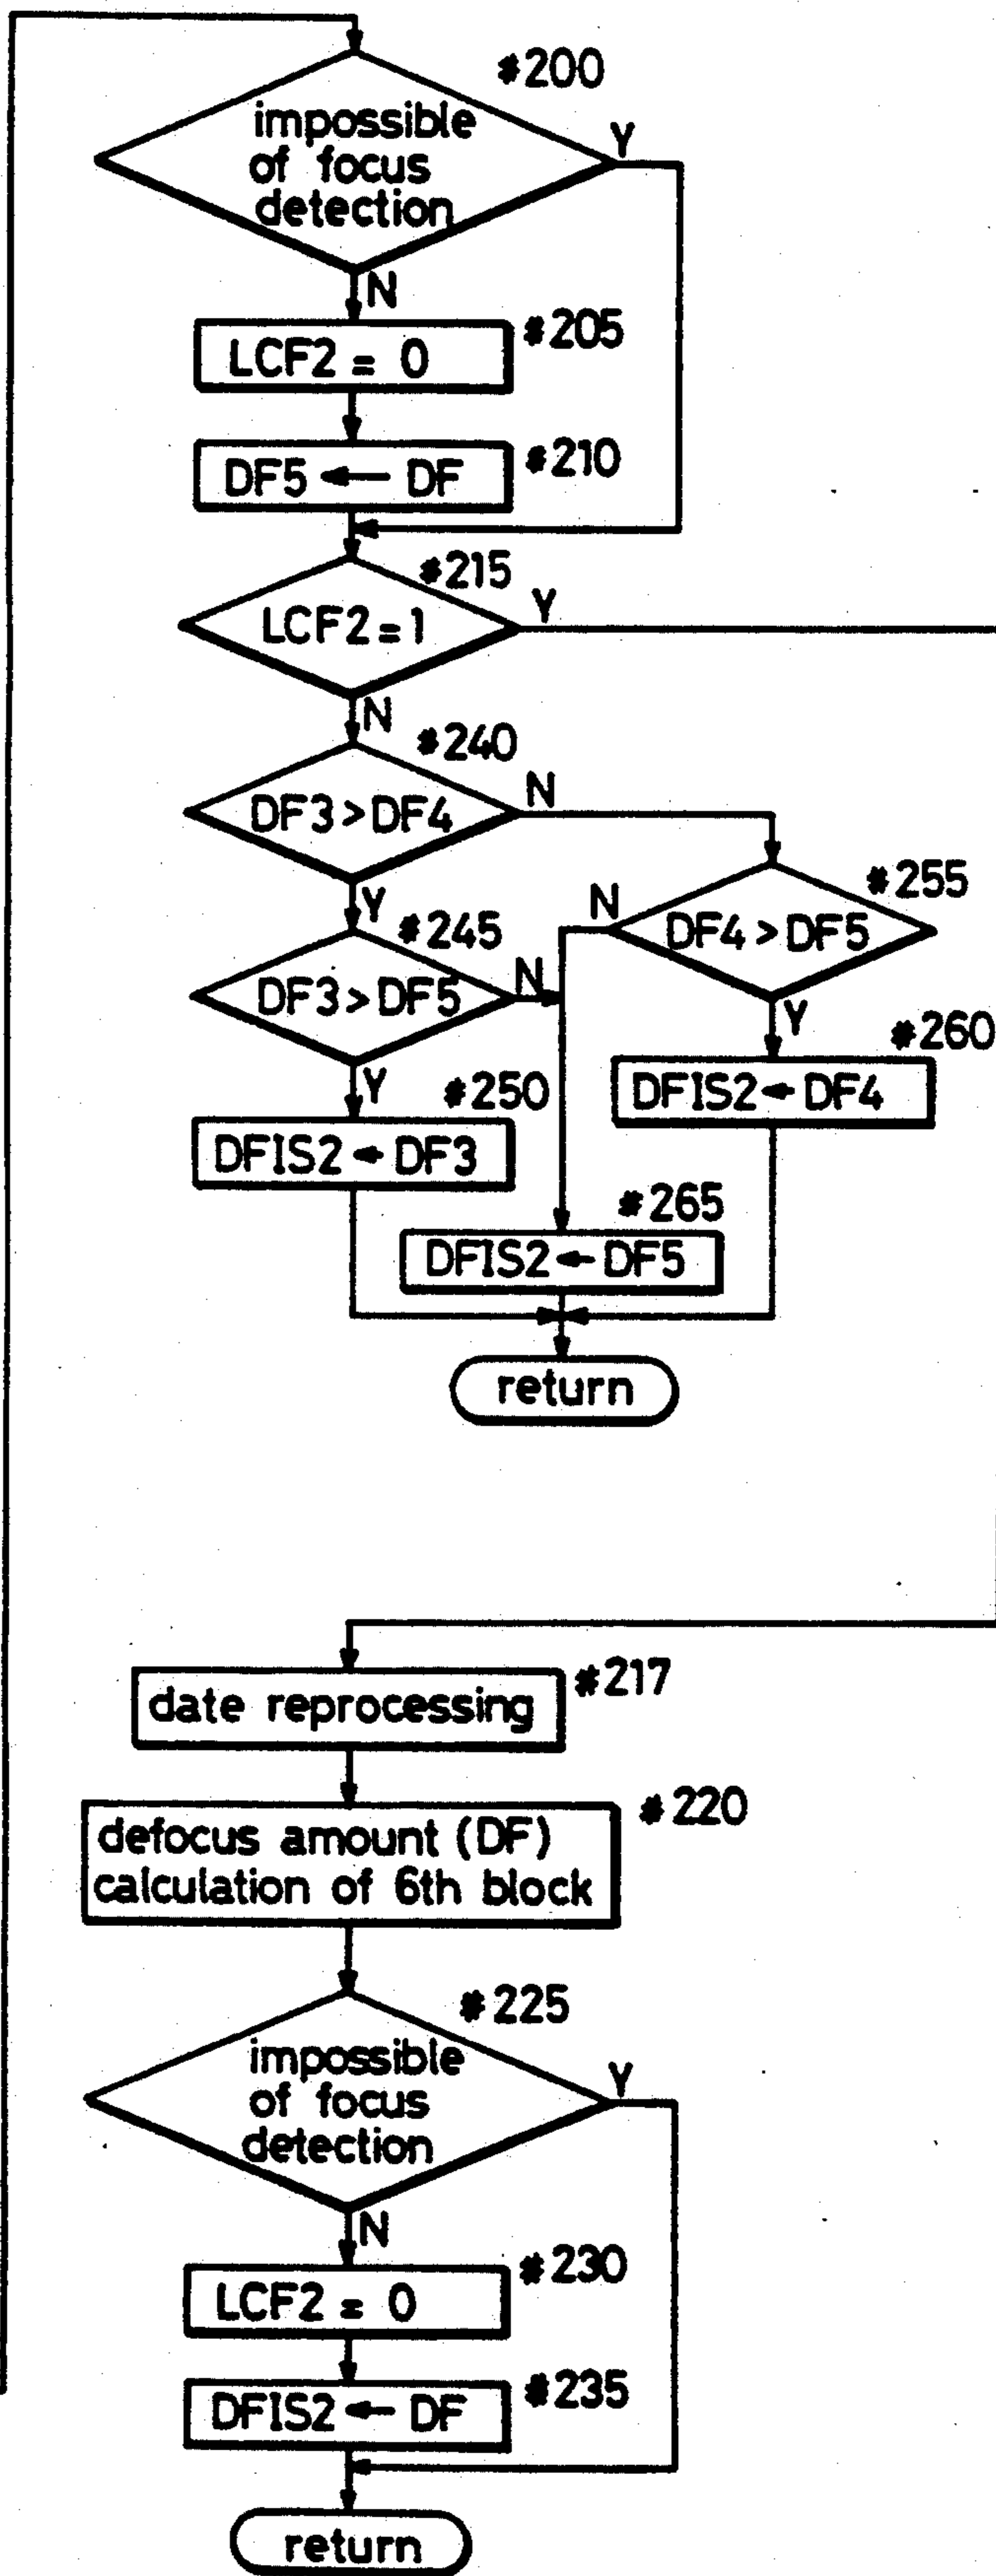 *200
impossible
of focus
detection
Y
N
LCF2 = 0
*205
DF5 ← DF
*210
*215
LCF2=1
Y
N
*240
DF3>DF4
N
Y
*255
DF4>DF5
N
Y
*245
DF3>DF5
N
Y
*260
DFIS2←DF4
*250
DFIS2←DF3
*265
DFIS2←DF5
return
date reprocessing
*217
*220
defocus amount (DF)
calculation of 6th block
*225
impossible
of focus
detection
Y
N
LCF2 = 0
*230
DFIS2←DF
*235
return